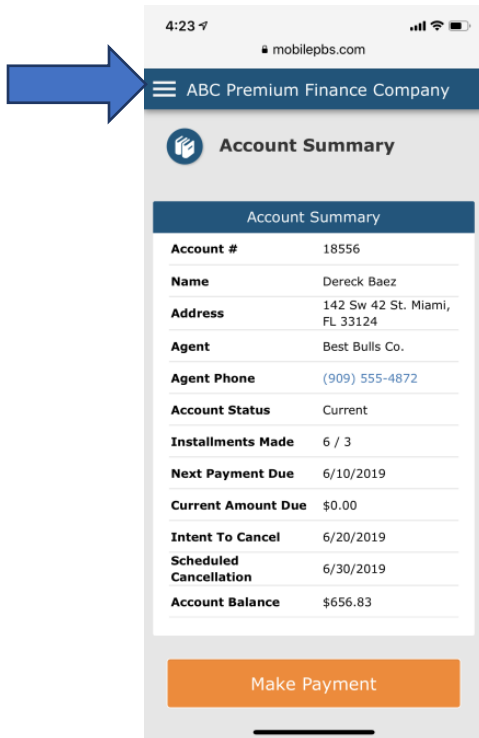 4:23
mobilepbs.com
ABC Premium Finance Company
Account Summary
Account Summary
Account # 18556
Name Dereck Baez
Address 142 Sw 42 St. Miami,
FL 33124
Agent Best Bulls Co.
Agent Phone (909) 555-4872
Account Status Current
Installments Made 6 / 3
Next Payment Due 6/10/2019
Current Amount Due $0.00
Intent To Cancel 6/20/2019
Scheduled
Cancellation 6/30/2019
Account Balance $656.83
Make Payment